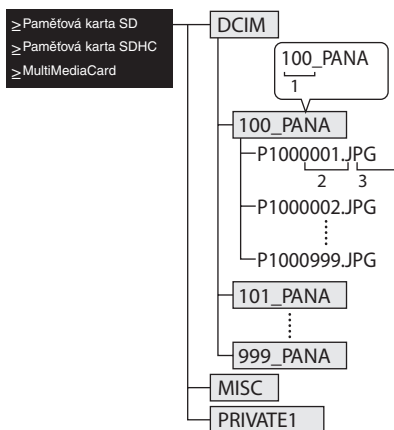 ≥Paměťová karta SD
≥Paměťová karta SDHC
≥MultiMediaCard
DCIM
100_PANA
1
100_PANA
P1000001.JPG
2 3
P1000002.JPG
P1000999.JPG
101_PANA
999_PANA
MISC
PRIVATE1